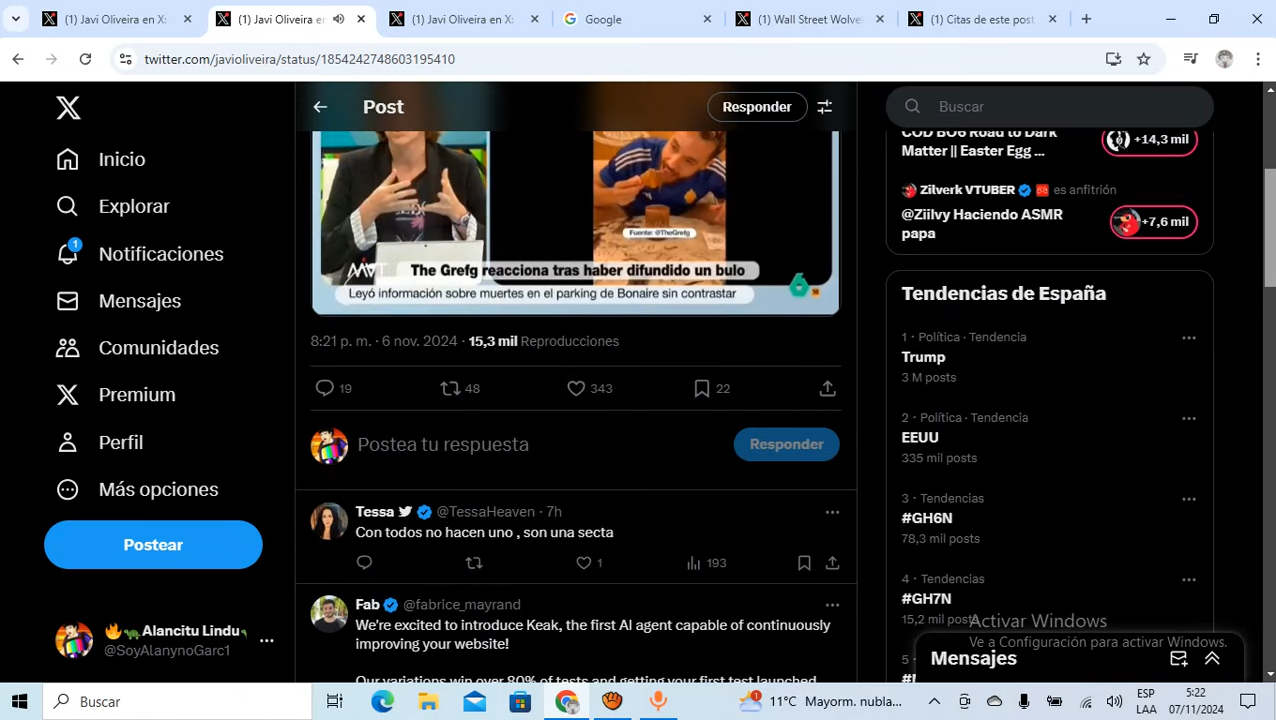 (1) Javi Oliveira en X:
(1) Javi Oliveira en
(1) Javi Oliveira en X:
Google
(1) Wall Street Wolve
(1) Citas de este post
twitter.com/javioliveira/status/1854242748603195410
Inicio
Explorar
1
Notificaciones
Mensajes
Comunidades
Premium
Perfil
Más opciones
Postear
Alancitu Lindu
@SoyAlanynoGarc1
Post
Responder
Fuente: @TheGrefg
MVT
The Grefg reacciona tras haber difundido un bulo
Leyó información sobre muertes en el parking de Bonaire sin contrastar
8:21 p. m. · 6 nov. 2024 · 15,3 mil Reproducciones
19 48 343 22
Postea tu respuesta
Responder
Tessa @TessaHeaven · 7h
Con todos no hacen uno , son una secta
1 193
Fab @fabrice_mayrand
We're excited to introduce Keak, the first AI agent capable of continuously
improving your website!
Our variations win over 80% of tests and getting your first test launched
Buscar
COD BO6 Road to Dark
Matter || Easter Egg ...
+14,3 mil
Zilverk VTUBER es anfitrión
@Ziilvy Haciendo ASMR
papa
+7,6 mil
Tendencias de España
1 · Política · Tendencia
Trump
3 M posts
2 · Política · Tendencia
EEUU
335 mil posts
3 · Tendencias
#GH6N
78,3 mil posts
4 · Tendencias
#GH7N
15,2 mil posts
5
Activar Windows
Ve a Configuración para activar Windows.
Mensajes
Buscar
1
11°C Mayorm. nubla...
ESP
LAA
5:22
07/11/2024